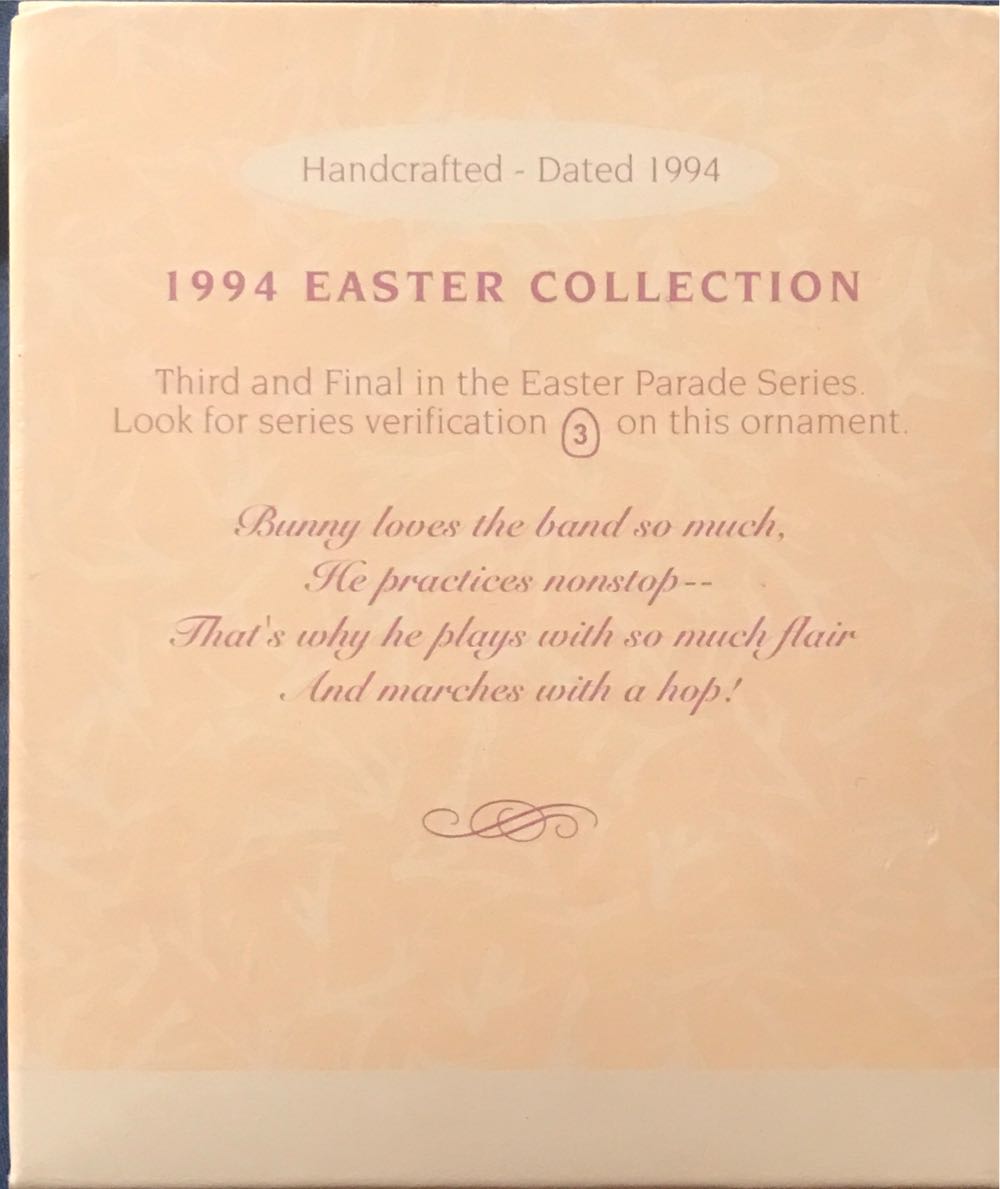 Handcrafted - Dated 1994
1994 EASTER COLLECTION
Third and Final in the Easter Parade Series.
Look for series verification 3 on this ornament.
Bunny loves the band so much,
He practices nonstop--
That's why he plays with so much flair
And marches with a hop!